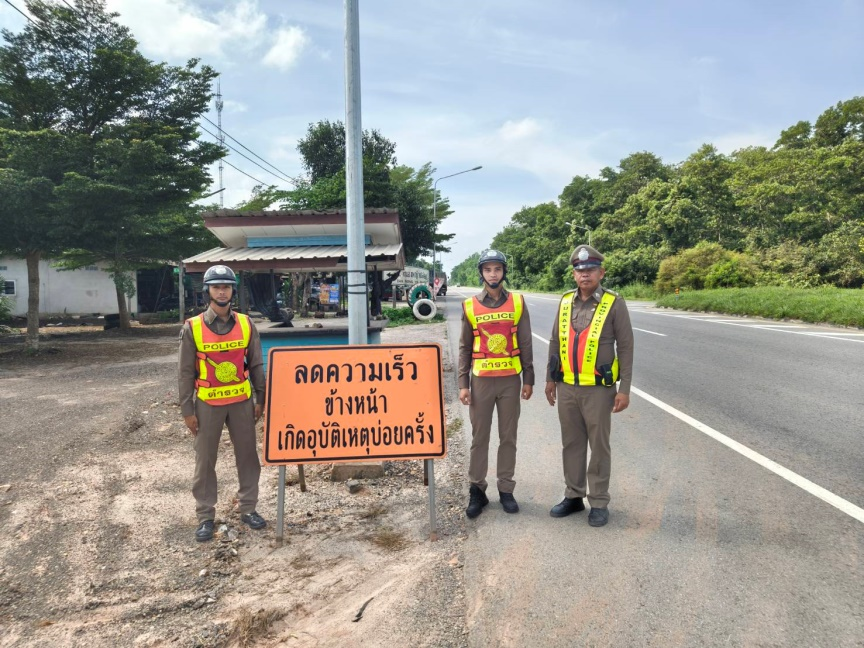 ลดความเร็ว
ข้างหน้า
เกิดอุบัติเหตุบ่อยครั้ง
POLICE
ตำรวจ
POLICE
ตำรวจ
SURATTHANI